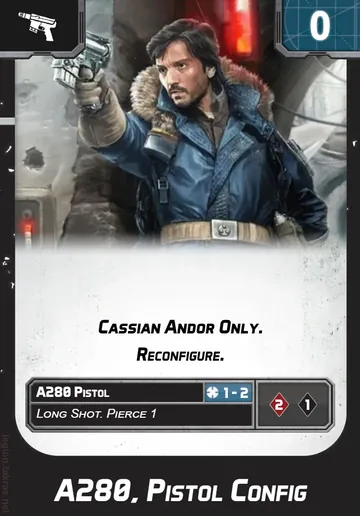 0
Cassian Andor Only.
Reconfigure.
A280 Pistol 1 - 2
Long Shot. Pierce 1
2 1
A280, Pistol Config